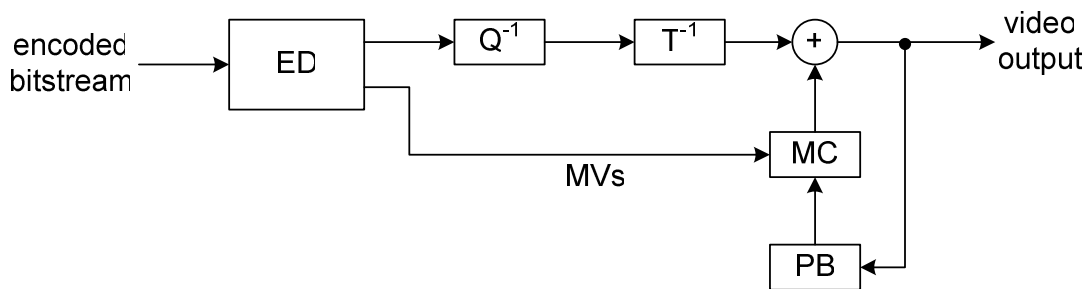 encoded
bitstream
ED
Q⁻¹
T⁻¹
+
video
output
MVs
MC
PB